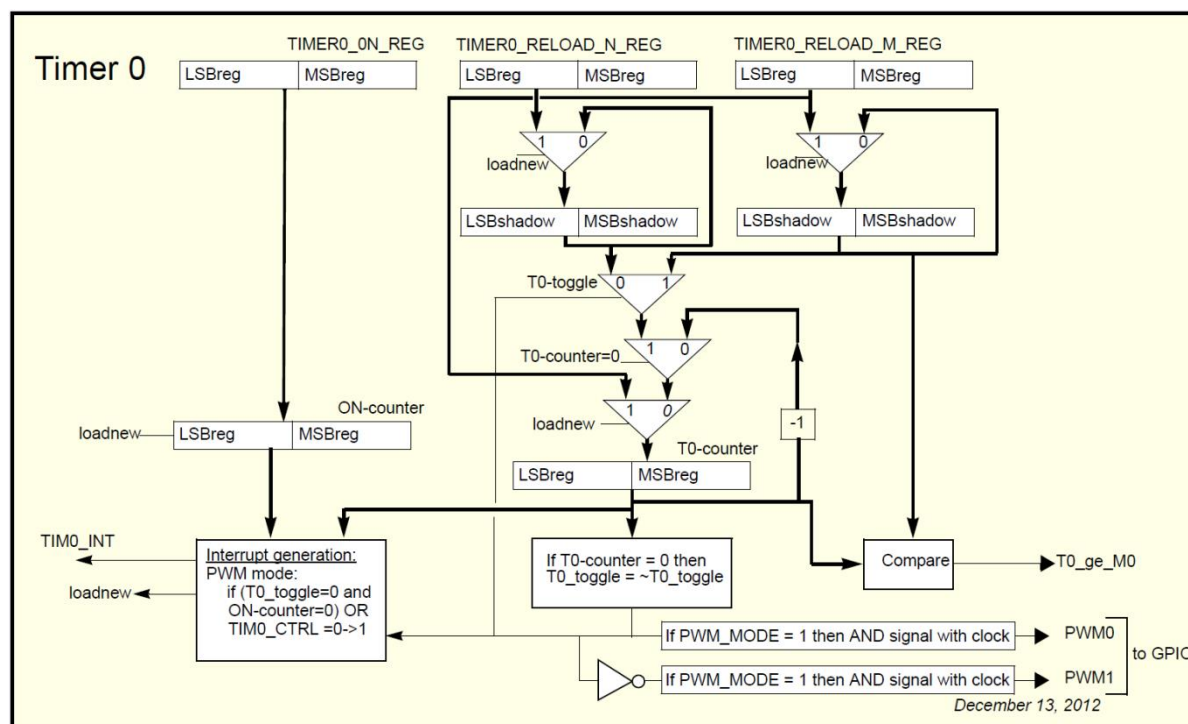 Timer 0
TIMER0_0N_REG
TIMER0_RELOAD_N_REG
TIMER0_RELOAD_M_REG
LSBreg
MSBreg
LSBreg
MSBreg
LSBreg
MSBreg
1
0
loadnew
1
0
loadnew
LSBshadow
MSBshadow
LSBshadow
MSBshadow
T0-toggle
0
1
T0-counter=0
1
0
1
0
loadnew
-1
ON-counter
loadnew
LSBreg
MSBreg
T0-counter
LSBreg
MSBreg
TIM0_INT
loadnew
Interrupt generation:
PWM mode:
if (T0_toggle=0 and
ON-counter=0) OR
TIM0_CTRL =0->1
If T0-counter = 0 then
T0_toggle = ~T0_toggle
Compare
T0_ge_M0
If PWM_MODE = 1 then AND signal with clock
PWM0
to GPIO
If PWM_MODE = 1 then AND signal with clock
PWM1
December 13, 2012